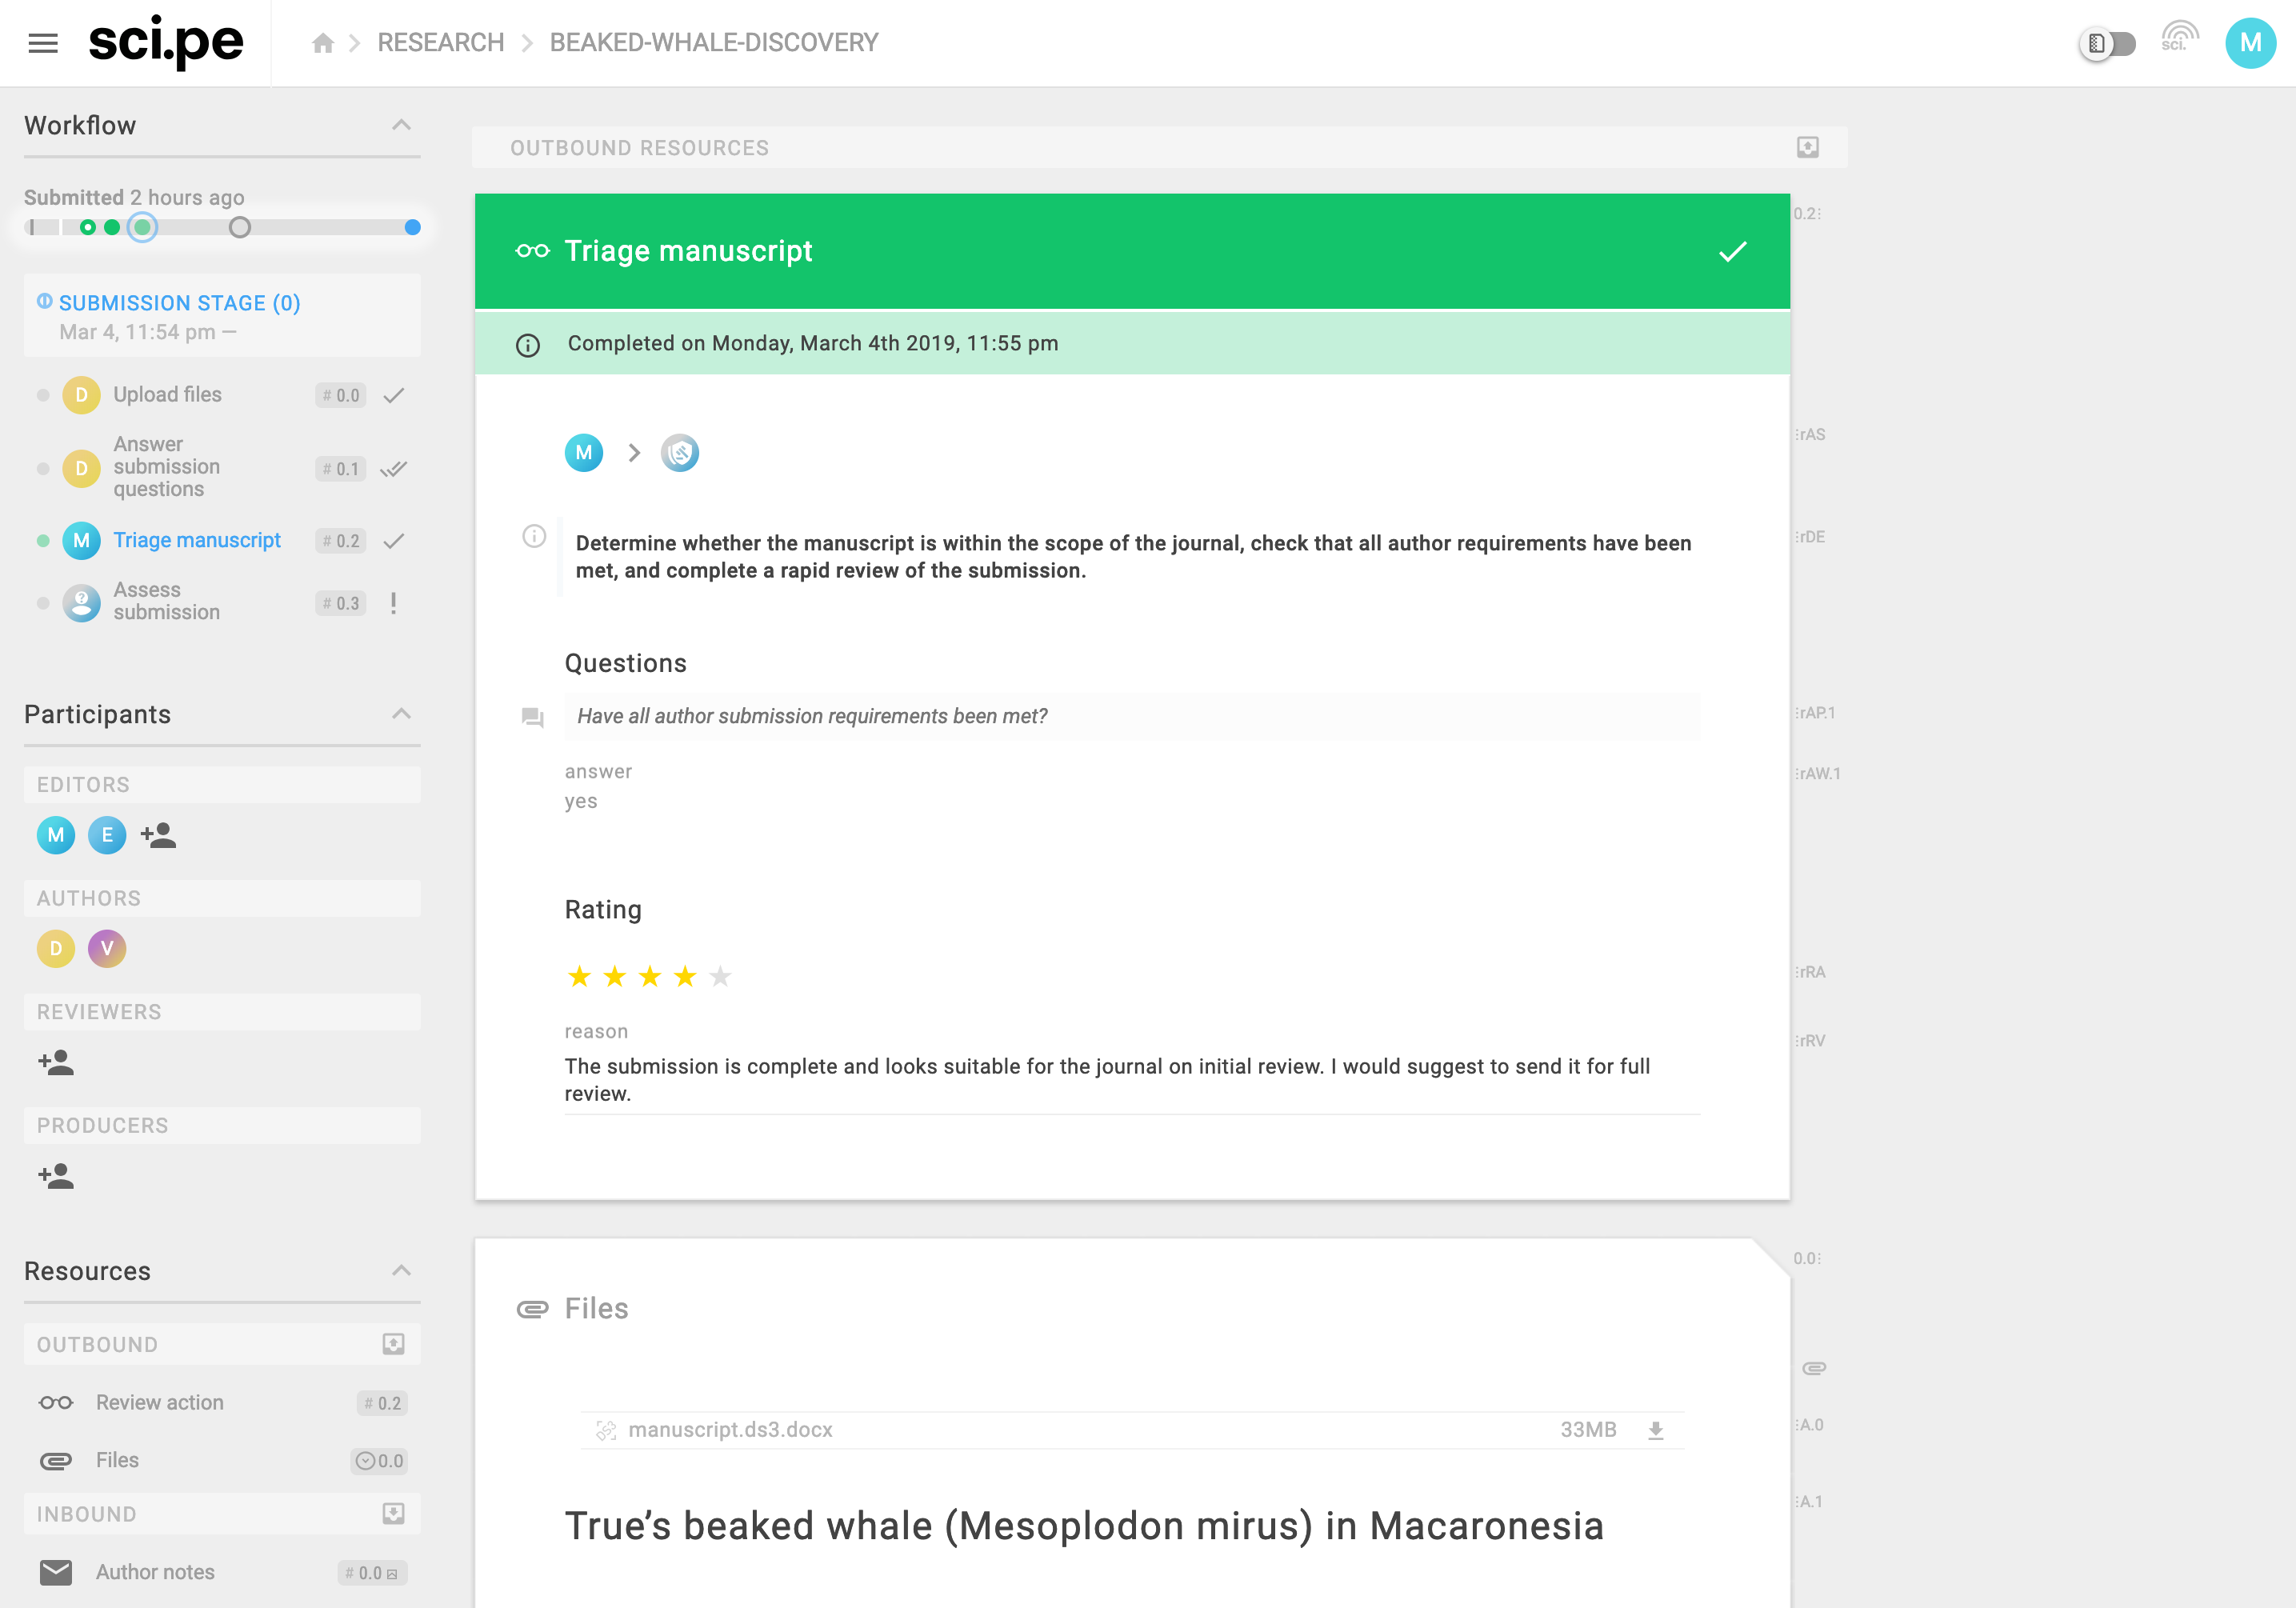 sci.pe
RESEARCH
BEAKED-WHALE-DISCOVERY
sci.
M
Workflow
Submitted 2 hours ago
SUBMISSION STAGE (0)
Mar 4, 11:54 pm —
D Upload files # 0.0
D Answer submission questions # 0.1
M Triage manuscript # 0.2
? Assess submission # 0.3 !
Participants
EDITORS
M E
AUTHORS
D V
REVIEWERS
PRODUCERS
Resources
OUTBOUND
Review action # 0.2
Files 0.0
INBOUND
Author notes # 0.0
OUTBOUND RESOURCES
Triage manuscript
0.2
Completed on Monday, March 4th 2019, 11:55 pm
M
rAS
Determine whether the manuscript is within the scope of the journal, check that all author requirements have been
met, and complete a rapid review of the submission.
rDE
Questions
Have all author submission requirements been met?
rAP.1
answer
yes
rAW.1
Rating
rRA
reason
The submission is complete and looks suitable for the journal on initial review. I would suggest to send it for full
review.
rRV
0.0
Files
manuscript.ds3.docx 33MB
A.0
True's beaked whale (Mesoplodon mirus) in Macaronesia
A.1